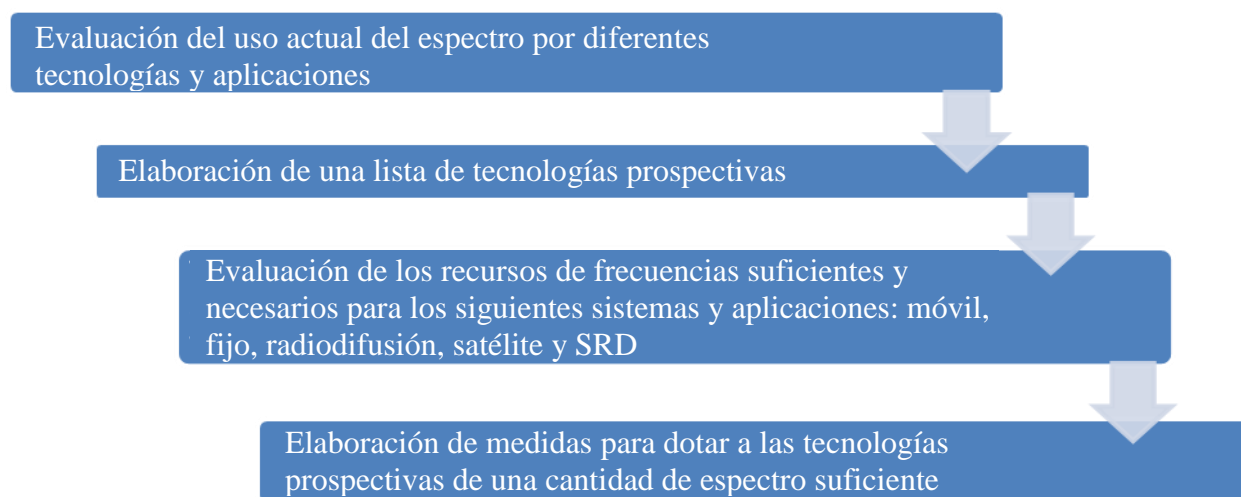 Evaluación del uso actual del espectro por diferentes
tecnologías y aplicaciones
Elaboración de una lista de tecnologías prospectivas
Evaluación de los recursos de frecuencias suficientes y
necesarios para los siguientes sistemas y aplicaciones: móvil,
fijo, radiodifusión, satélite y SRD
Elaboración de medidas para dotar a las tecnologías
prospectivas de una cantidad de espectro suficiente